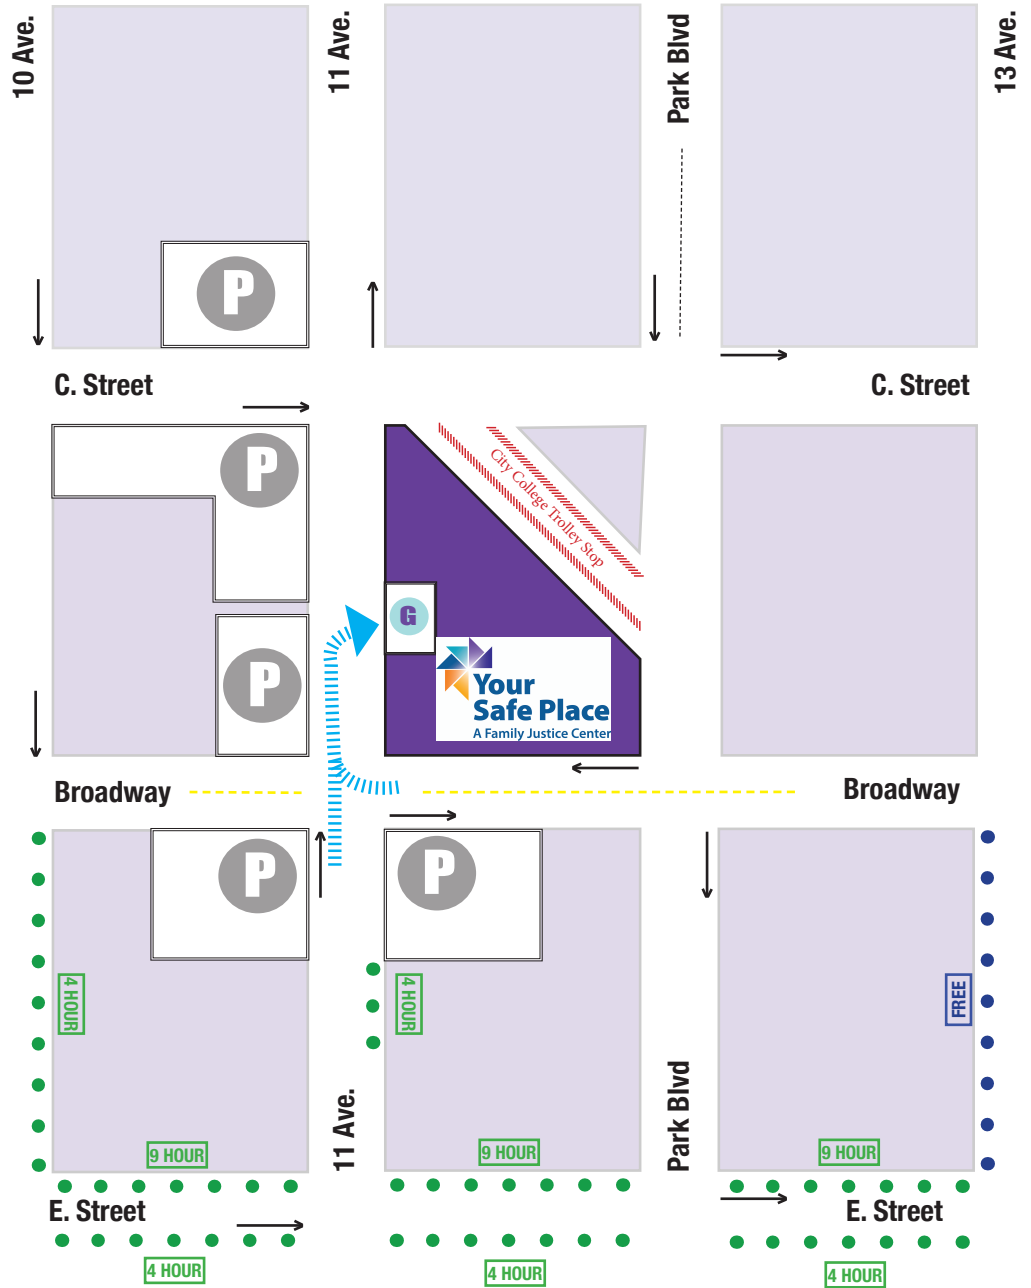 10 Ave.
11 Ave.
Park Blvd
13 Ave.
P
C. Street
C. Street
P
City College Trolley Stop
G
P
Your
Safe Place
A Family Justice Center
Broadway
Broadway
P
P
4 HOUR
4 HOUR
FREE
11 Ave.
Park Blvd
9 HOUR
9 HOUR
9 HOUR
E. Street
E. Street
4 HOUR
4 HOUR
4 HOUR